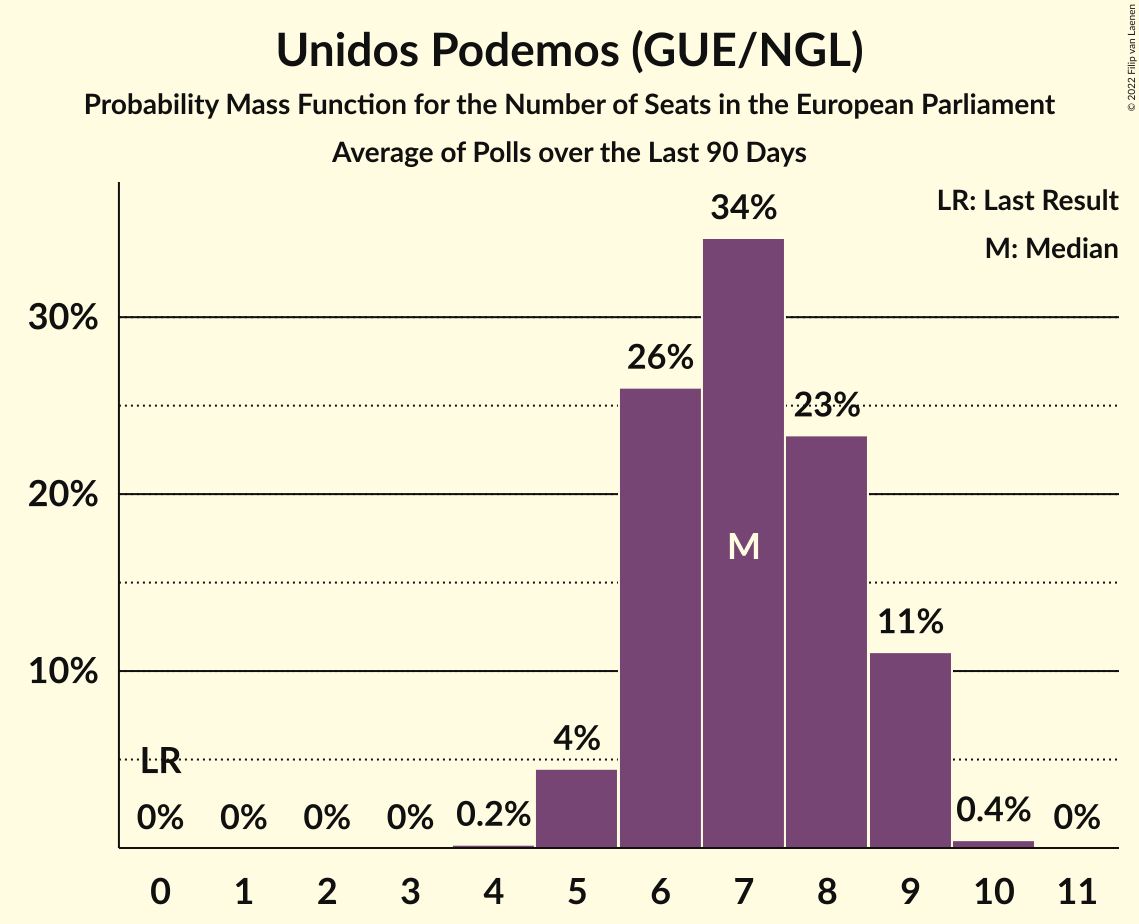 Unidos Podemos (GUE/NGL)
Probability Mass Function for the Number of Seats in the European Parliament
Average of Polls over the Last 90 Days
© 2022 Filip van Laenen
LR: Last Result
M: Median
34%
30%
26%
23%
20%
M
11%
10%
4%
LR
0% 0% 0% 0% 0.2% 0.4% 0%
0 1 2 3 4 5 6 7 8 9 10 11